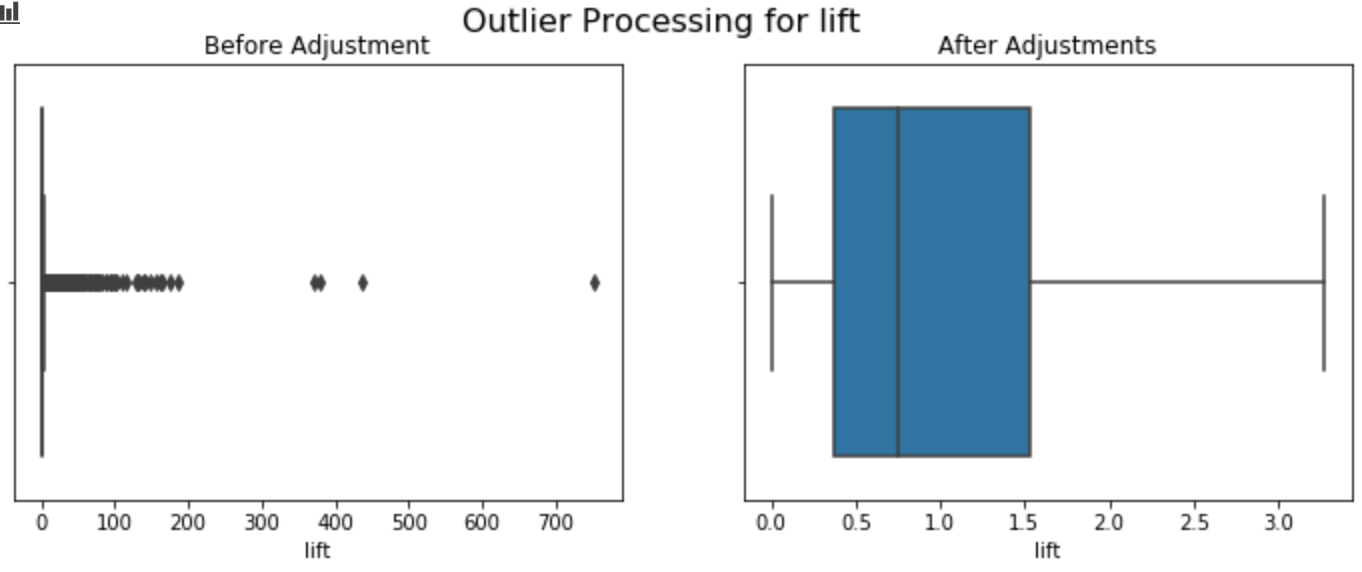 Outlier Processing for lift
Before Adjustment
0 100 200 300 400 500 600 700
lift
After Adjustments
0.0 0.5 1.0 1.5 2.0 2.5 3.0
lift